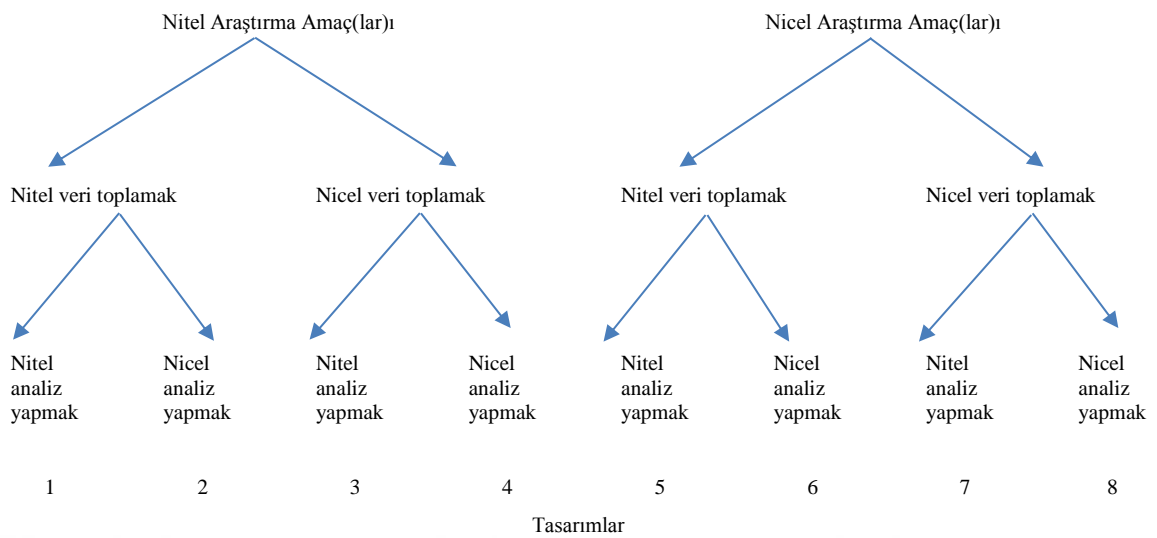 Nitel Araştırma Amaç(lar)ı Nicel Araştırma Amaç(lar)ı
Nitel veri toplamak Nicel veri toplamak Nitel veri toplamak Nicel veri toplamak
Nitel Nicel Nitel Nicel Nitel Nicel Nitel Nicel
analiz analiz analiz analiz analiz analiz analiz analiz
yapmak yapmak yapmak yapmak yapmak yapmak yapmak yapmak
1 2 3 4 5 6 7 8
Tasarımlar